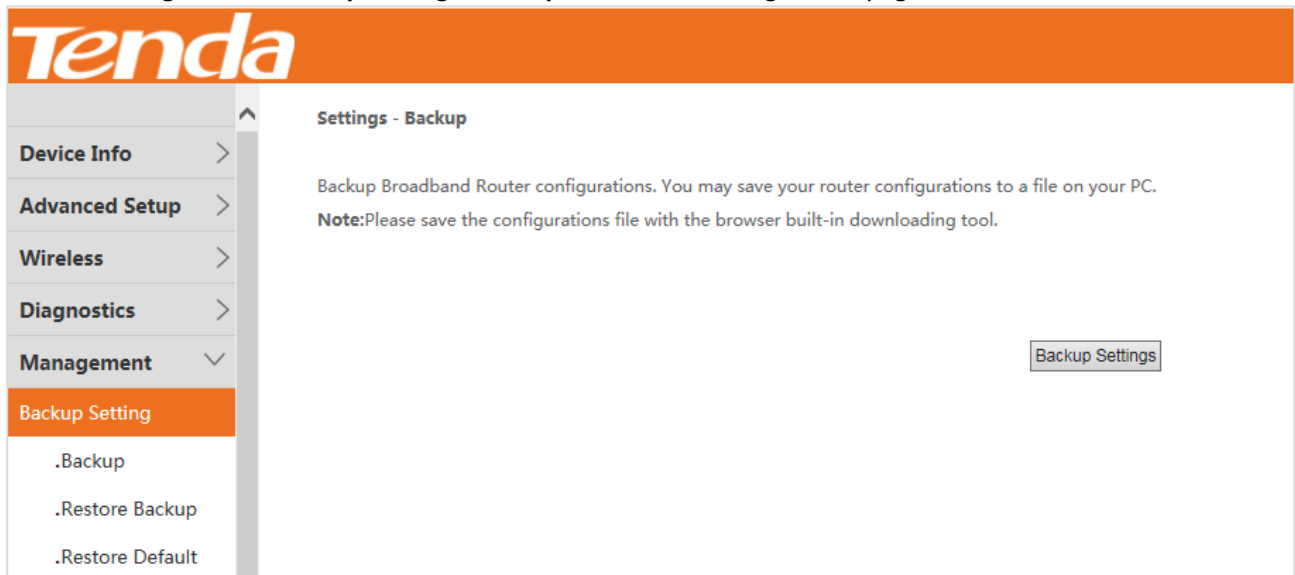 Tenda
Settings - Backup
Device Info
Backup Broadband Router configurations. You may save your router configurations to a file on your PC.
Advanced Setup
Note:Please save the configurations file with the browser built-in downloading tool.
Wireless
Diagnostics
Management
Backup Settings
Backup Setting
.Backup
.Restore Backup
.Restore Default